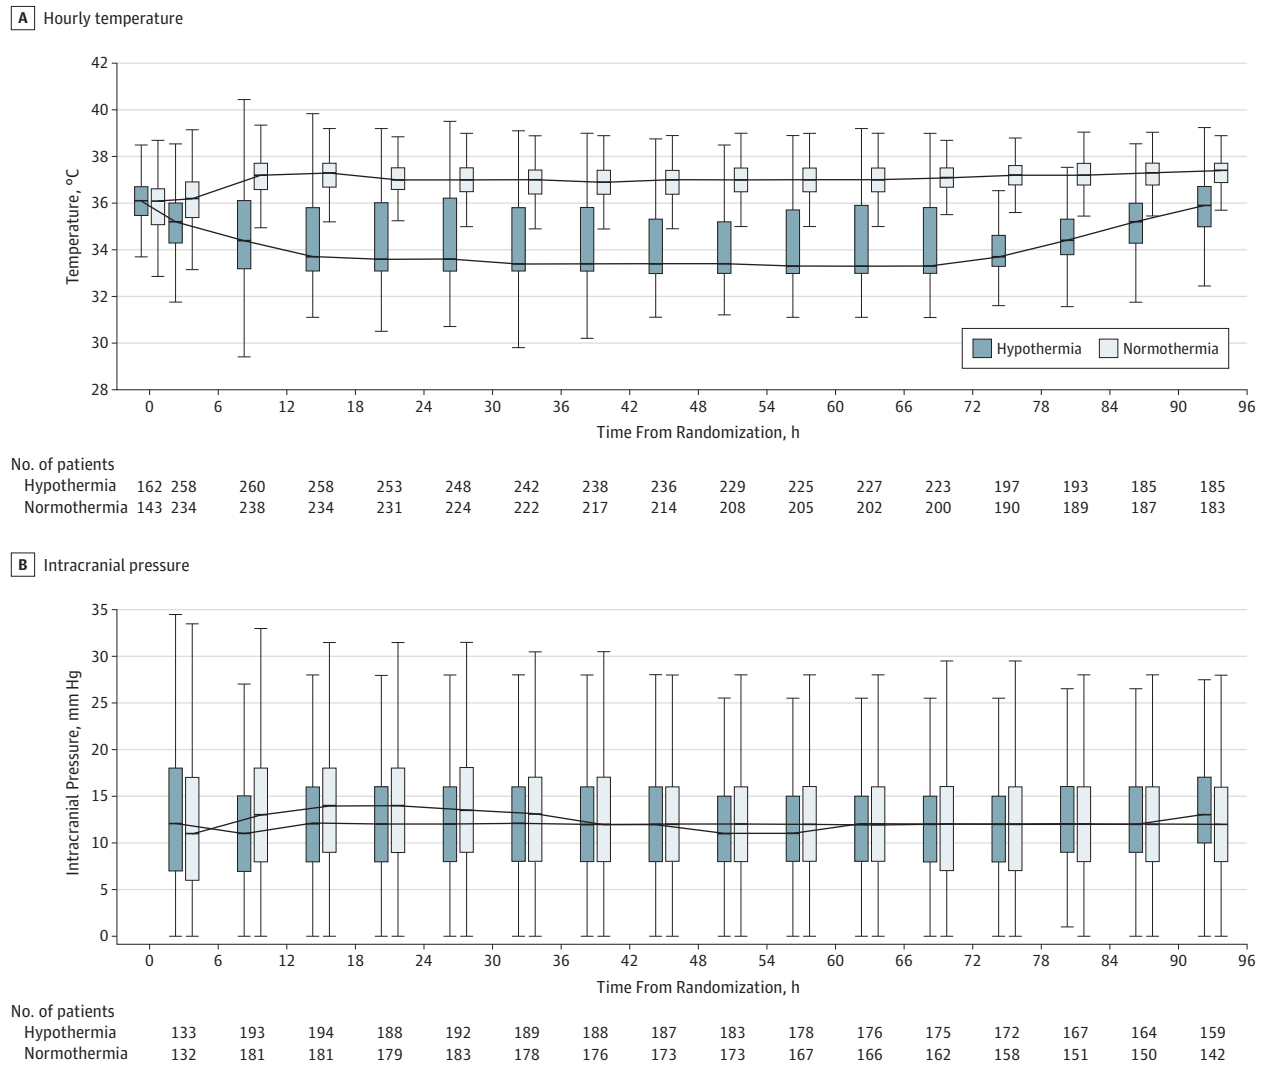 A Hourly temperature
42
40
38
36
34
32
30
28
Temperature, °C
Hypothermia Normothermia
0 6 12 18 24 30 36 42 48 54 60 66 72 78 84 90 96
Time From Randomization, h
No. of patients
Hypothermia 162 258 260 258 253 248 242 238 236 229 225 227 223 197 193 185 185
Normothermia 143 234 238 234 231 224 222 217 214 208 205 202 200 190 189 187 183
B Intracranial pressure
35
30
25
20
15
10
5
0
Intracranial Pressure, mm Hg
0 6 12 18 24 30 36 42 48 54 60 66 72 78 84 90 96
Time From Randomization, h
No. of patients
Hypothermia 133 193 194 188 192 189 188 187 183 178 176 175 172 167 164 159
Normothermia 132 181 181 179 183 178 176 173 173 167 166 162 158 151 150 142